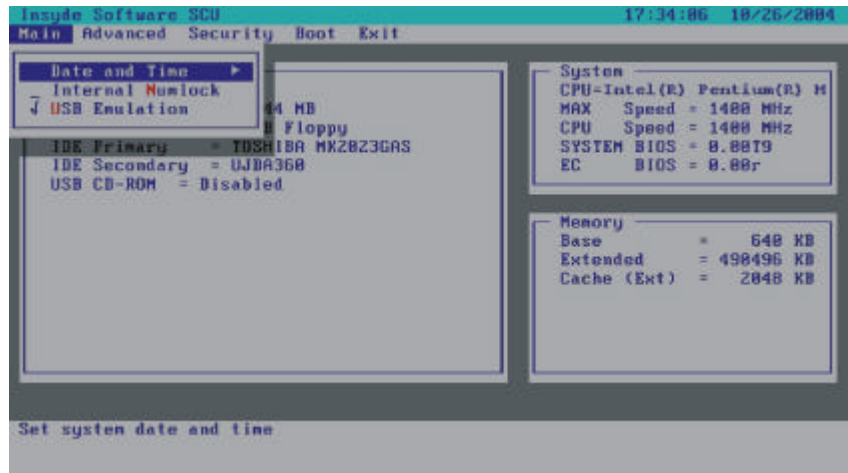 Insyde Software SCU 17:34:06 10/26/2004
Main Advanced Security Boot Exit
Date and Time
Internal Numlock
USB Emulation
44 MB
Floppy
IDE Primary = TOSHIBA MK2023GAS
IDE Secondary = UJDA360
USB CD-ROM = Disabled
System
CPU=Intel(R) Pentium(R) M
MAX Speed = 1400 MHz
CPU Speed = 1400 MHz
SYSTEM BIOS = 0.00T9
EC BIOS = 0.00r
Memory
Base = 640 KB
Extended = 490496 KB
Cache (Ext) = 2048 KB
Set system date and time